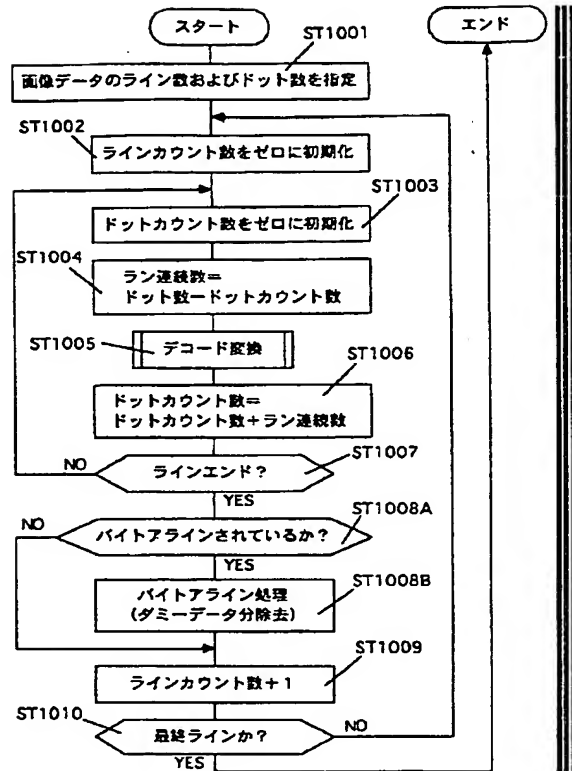 スタート
エンド
ST1001
画像データのライン数およびドット数を指定
ST1002
ラインカウント数をゼロに初期化
ST1003
ドットカウント数をゼロに初期化
ST1004
ラン連続数=
ドット数ードットカウント数
ST1005
デコード変換
ST1006
ドットカウント数=
ドットカウント数+ラン連続数
NO
ラインエンド?
ST1007
YES
NO
バイトアラインされているか?
ST1008A
YES
バイトアライン処理
(ダミーデータ分除去)
ST1008B
ST1009
ラインカウント数+1
ST1010
最終ラインか?
NO
YES